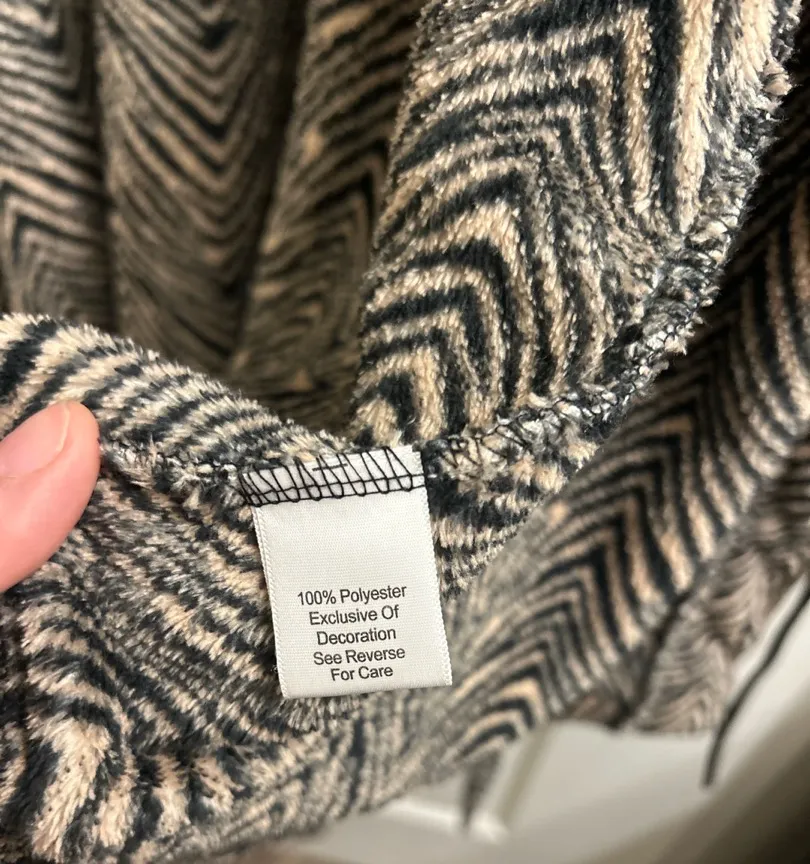 100% Polyester
Exclusive Of
Decoration
See Reverse
For Care